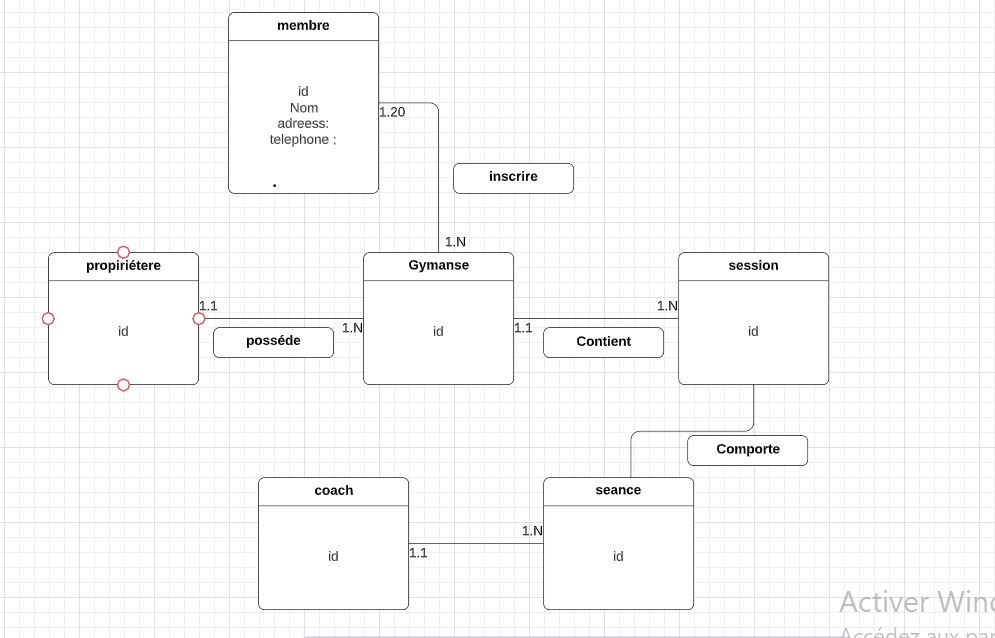 membre
id
Nom
adreess:
telephone :
.
1.20
inscrire
1.N
propiriétere
id
1.1
posséde
1.N
Gymanse
id
1.1
Contient
1.N
session
id
Comporte
coach
id
1.1
1.N
seance
id
Activer Wind
Accédez aux par